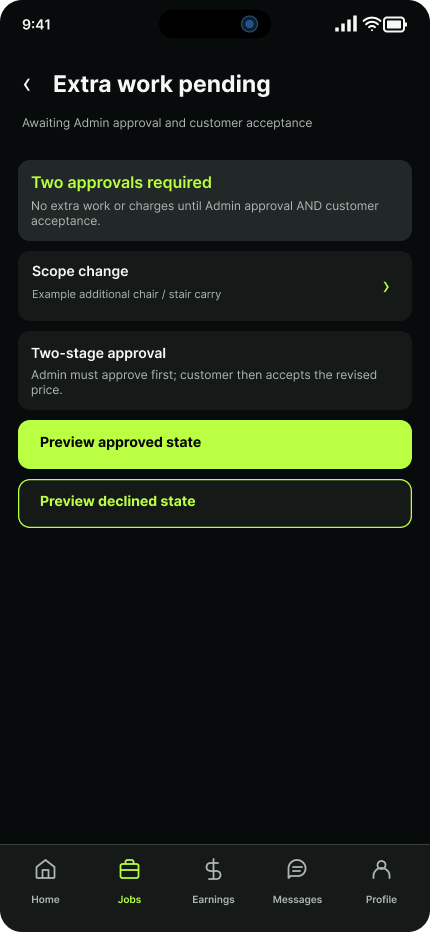 9:41
Extra work pending
Awaiting Admin approval and customer acceptance
Two approvals required
No extra work or charges until Admin approval AND customer
acceptance.
Scope change
Example additional chair / stair carry
Two-stage approval
Admin must approve first; customer then accepts the revised
price.
Preview approved state
Preview declined state
Home
Jobs
Earnings
Messages
Profile